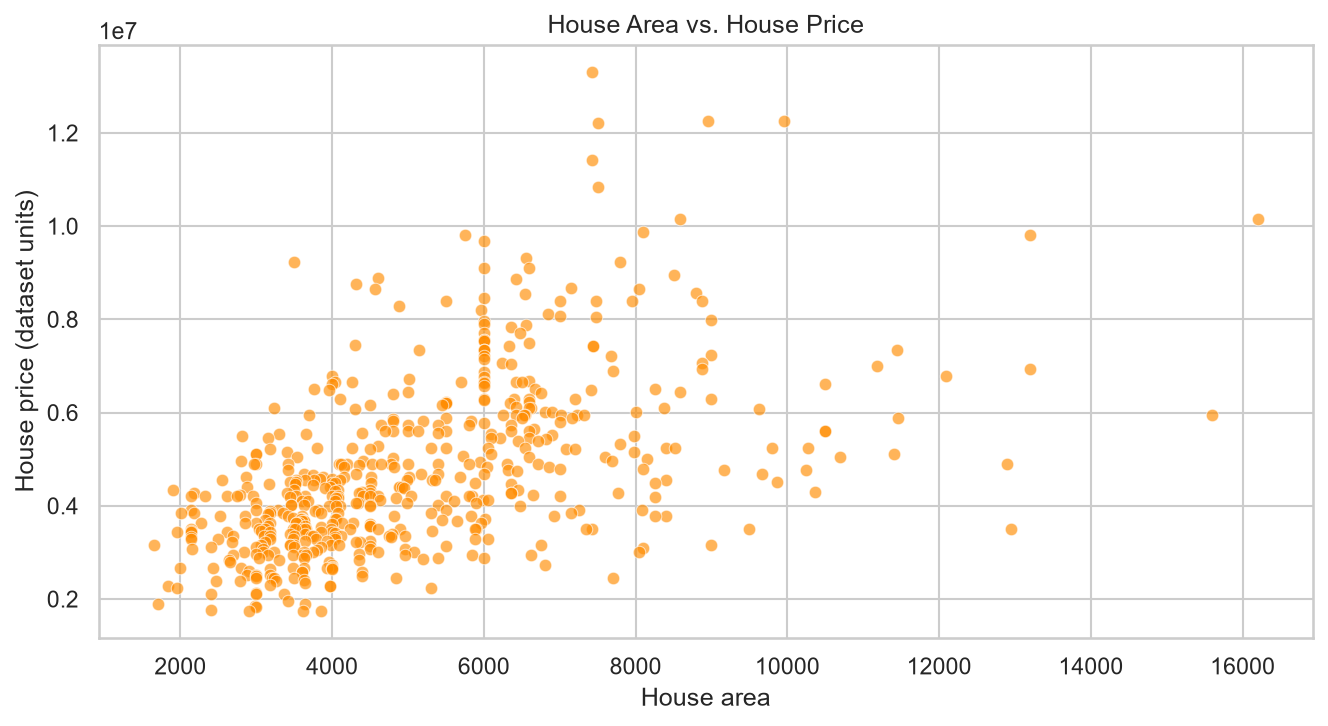 House Area vs. House Price
1e7
1.2
1.0
0.8
0.6
0.4
0.2
House price (dataset units)
2000 4000 6000 8000 10000 12000 14000 16000
House area